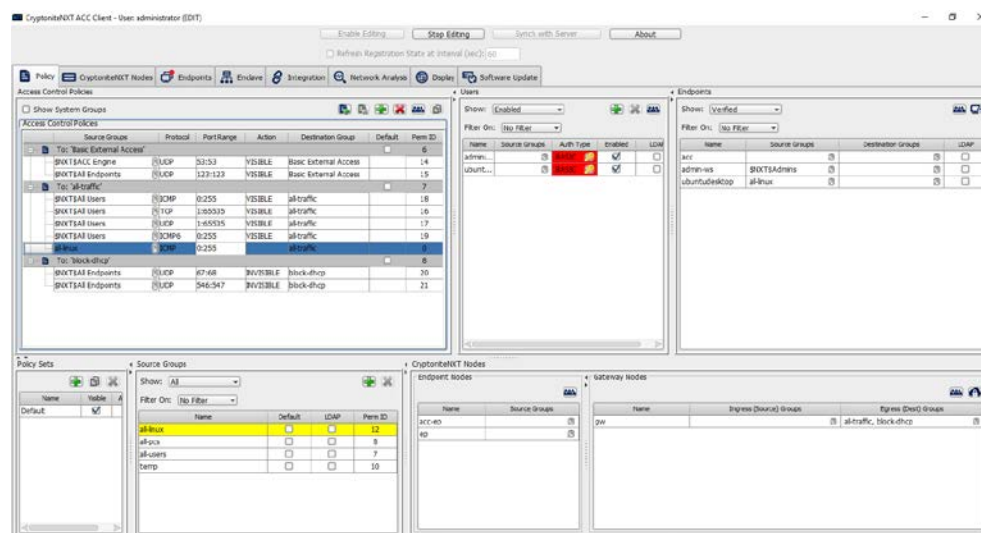 CryptoniteNXT ACC Client - User: administrator (EDIT)
Enable Editing Stop Editing Synch with Server About
Refresh Registration State at Interval (sec): 60
Policy CryptoniteNXT Nodes Endpoints Enclave Integration Network Analysis Display Software Update
Access Control Policies
Show System Groups
Access Control Policies
Source Groups Protocol Port Range Action Destination Group Default Perm ID
To: 'Basic External Access' 6
$NXT$ACC Engine UDP 53:53 VISIBLE Basic External Access 14
$NXT$All Endpoints UDP 123:123 VISIBLE Basic External Access 15
To: 'all-traffic' 7
$NXT$All Users ICMP 0:255 VISIBLE all-traffic 18
$NXT$All Users TCP 1:65535 VISIBLE all-traffic 16
$NXT$All Users UDP 1:65535 VISIBLE all-traffic 17
$NXT$All Users ICMP6 0:255 VISIBLE all-traffic 19
all-linux ICMP 0:255 all-traffic 0
To: 'block-dhcp' 8
$NXT$All Endpoints UDP 67:68 INVISIBLE block-dhcp 20
$NXT$All Endpoints UDP 546:547 INVISIBLE block-dhcp 21
Users
Show: Enabled
Filter On: No Filter
Name Source Groups Auth Type Enabled LDAP
admin... BASIC
ubunt... BASIC
Endpoints
Show: Verified
Filter On: No Filter
Name Source Groups Destination Groups LDAP
acc
admin-ws $NXT$Admins
ubuntudesktop all-linux
Policy Sets
Name Visible A
Default
Source Groups
Show: All
Filter On: No Filter
Name Default LDAP Perm ID
all-linux 12
all-pcs 8
all-users 7
temp 10
CryptoniteNXT Nodes
Endpoint Nodes
Name Source Groups
acc-ep
ep
Gateway Nodes
Name Ingress (Source) Groups Egress (Dest) Groups
gw all-traffic, block-dhcp